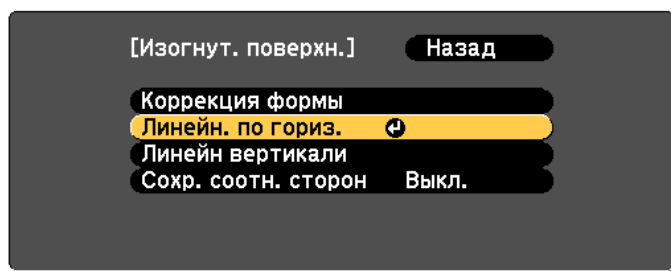 [Изогнут. поверхн.] Назад
Коррекция формы
Линейн. по гориз.
Линейн вертикали
Сохр. соотн. сторон Выкл.